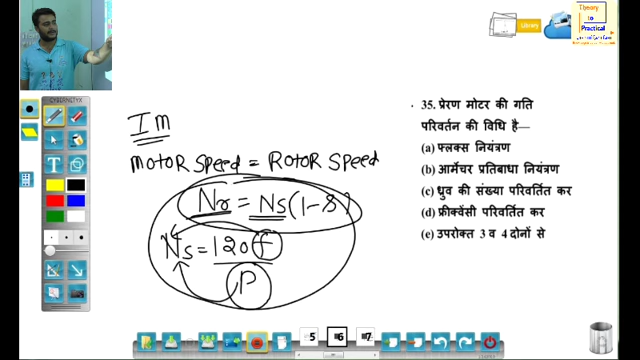 Library
Theory
to
Practical
CYBERNETYX
IM
MOTOR Speed = ROTOR Speed
Nr = Ns (1-S)
Ns = 120f
P
35. प्रेरण मोटर की गति
परिवर्तन की विधि है—
(a) फ्लक्स नियंत्रण
(b) आर्मेचर प्रतिबाधा नियंत्रण
(c) ध्रुव की संख्या परिवर्तित कर
(d) फ्रीक्वेंसी परिवर्तित कर
(e) उपरोक्त 3 व 4 दोनों से
5 6 7